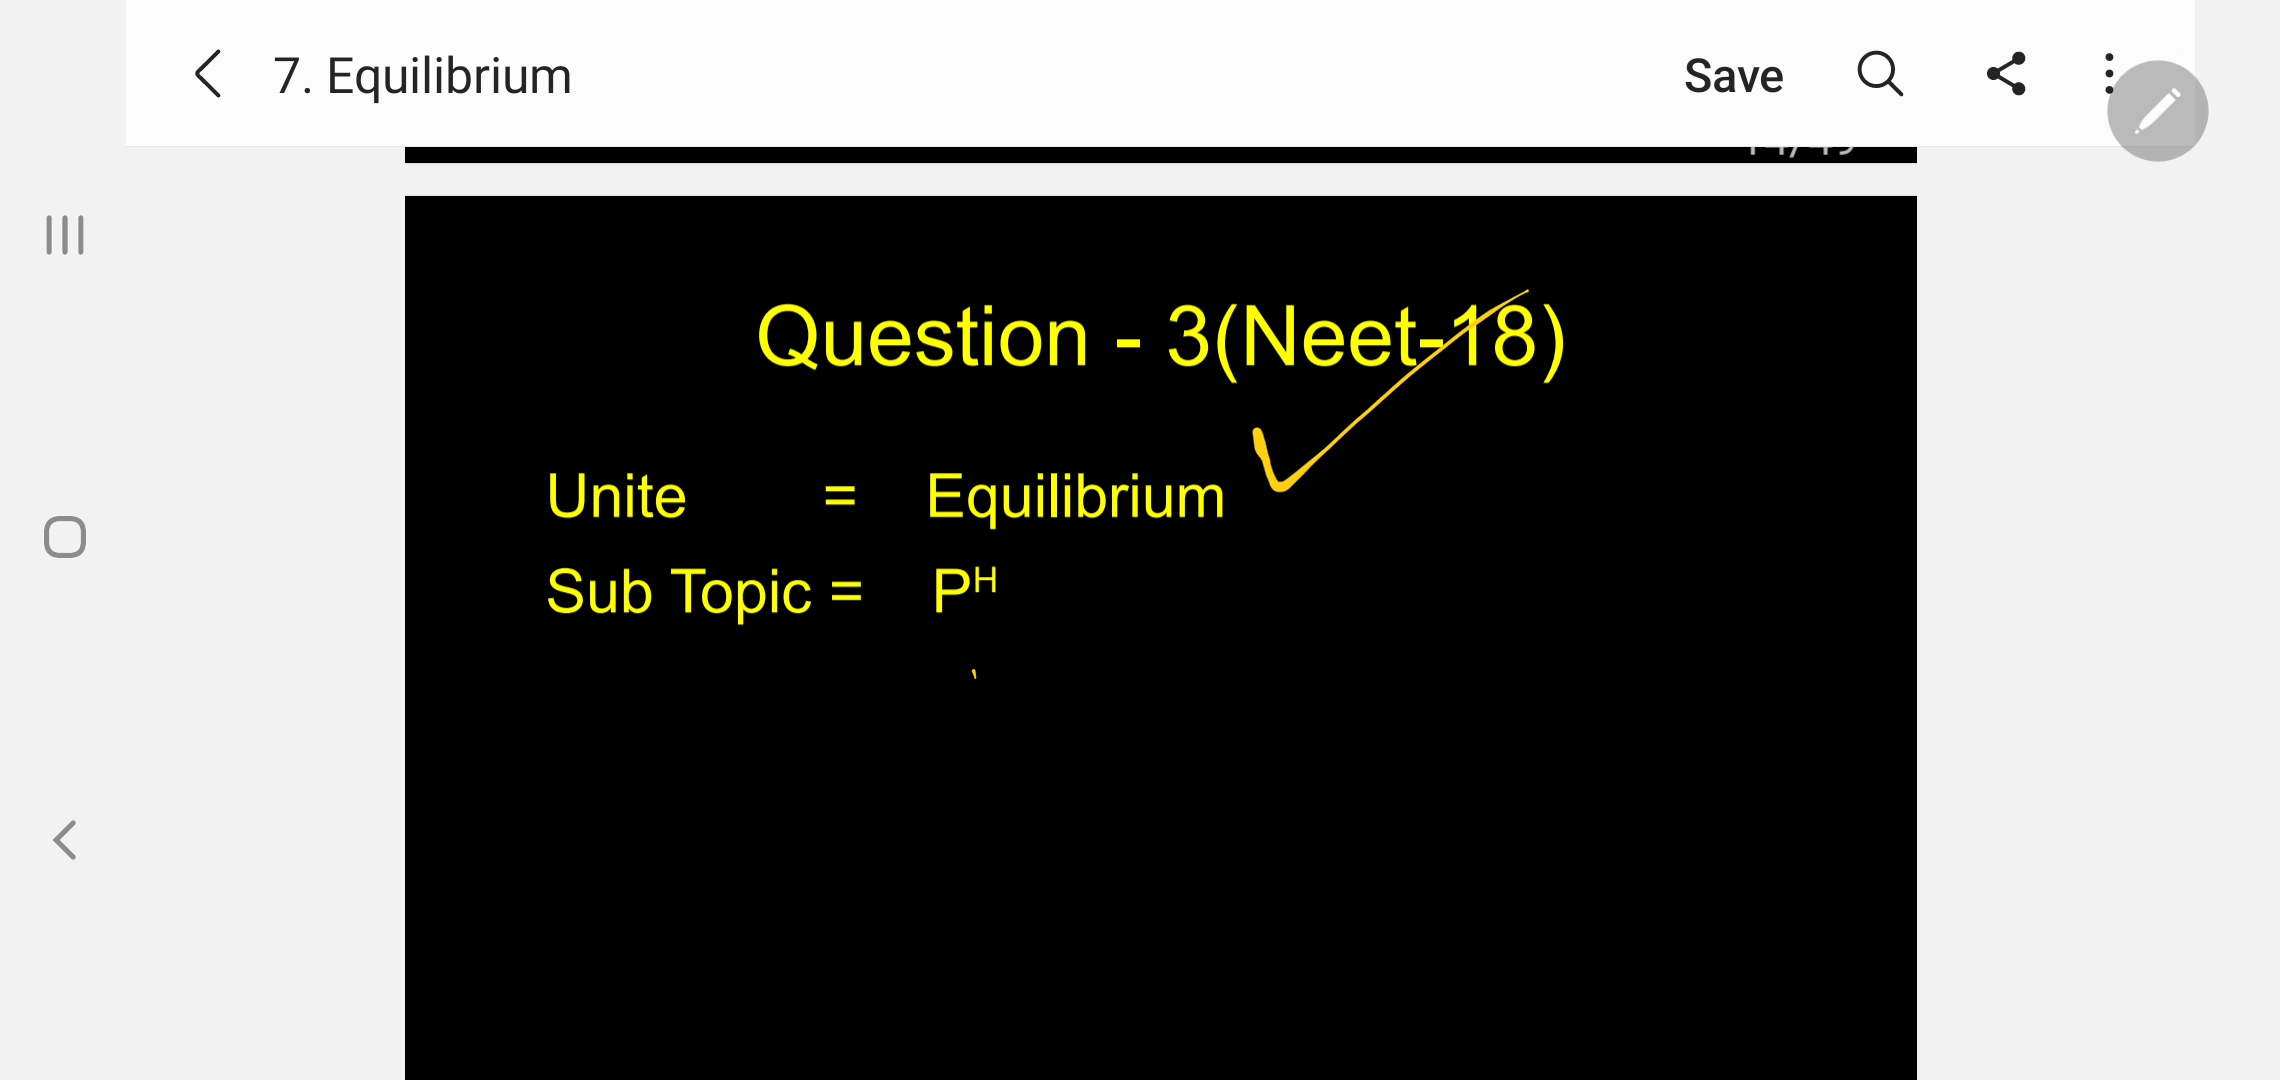 7. Equilibrium
Save
Question - 3(Neet-18)
Unite = Equilibrium
Sub Topic = Pᴴ